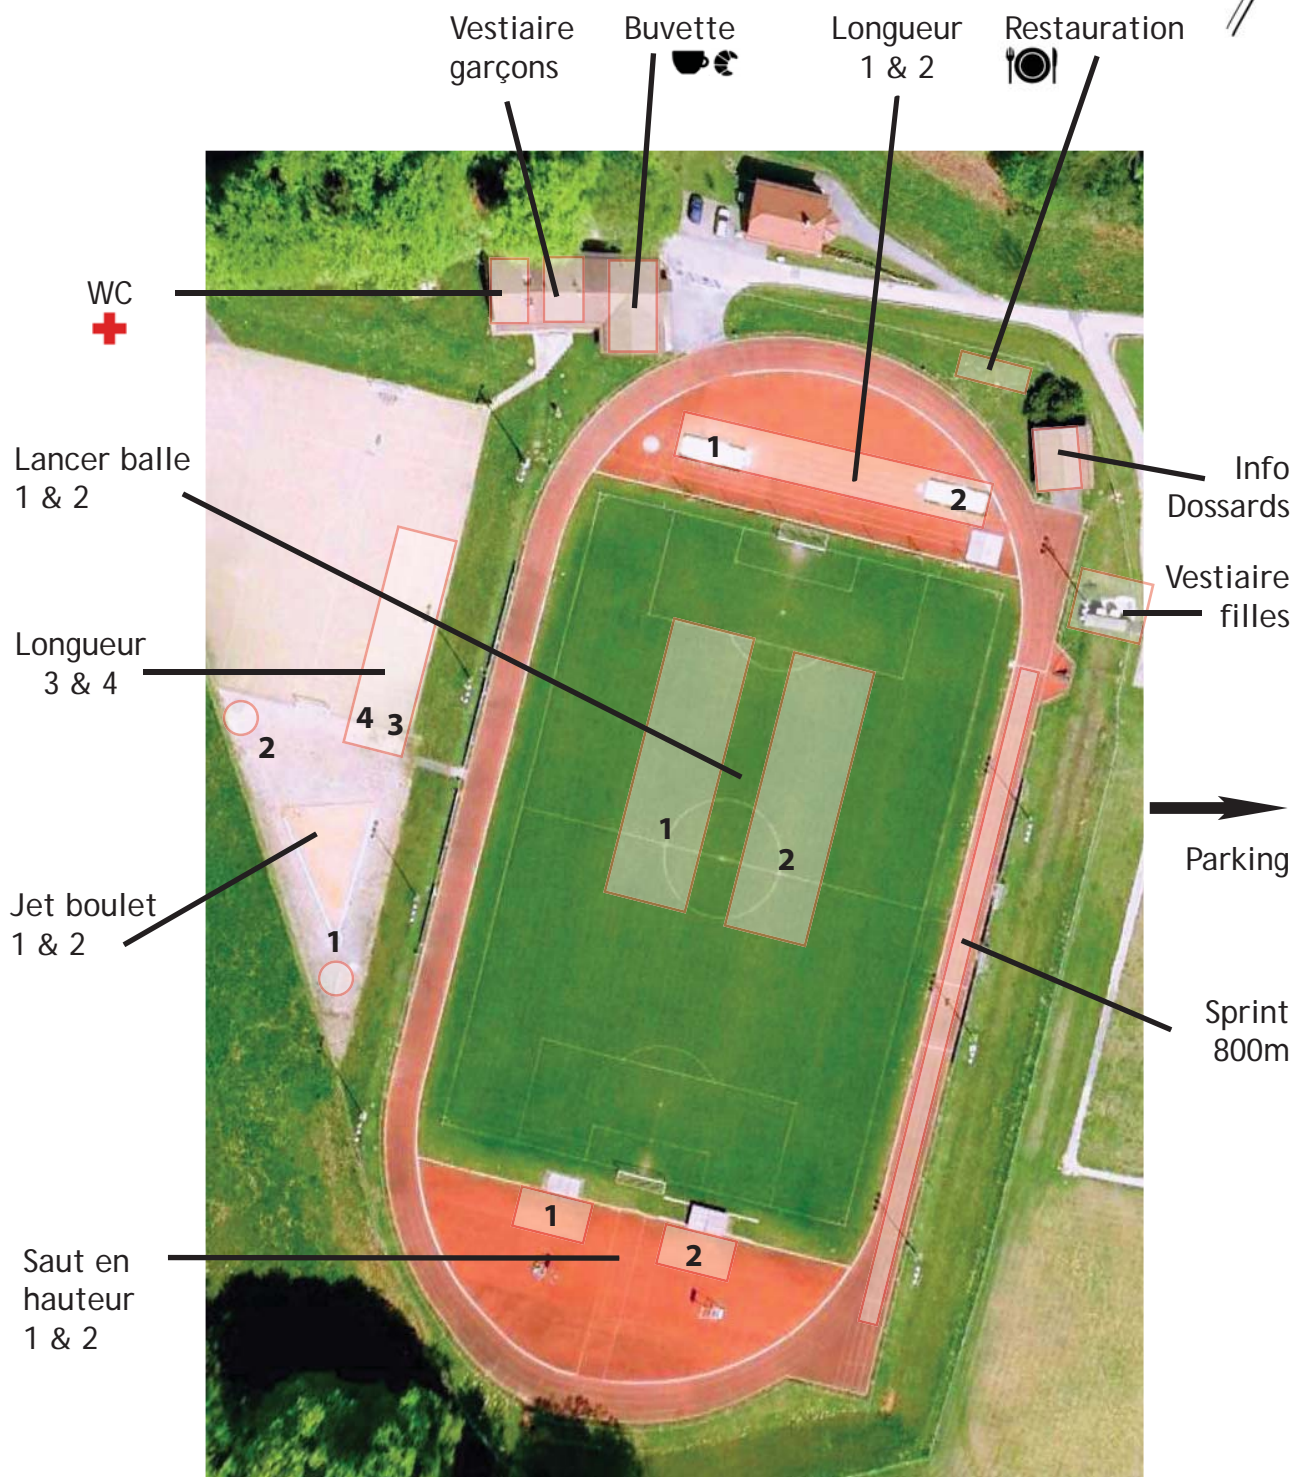 Vestiaire
garçons
Buvette
Longueur
1 & 2
Restauration
WC
1
2
Lancer balle
1 & 2
Info
Dossards
Vestiaire
filles
Longueur
3 & 4
4
3
2
1
2
Parking
Jet boulet
1 & 2
1
Sprint
800m
1
2
Saut en
hauteur
1 & 2